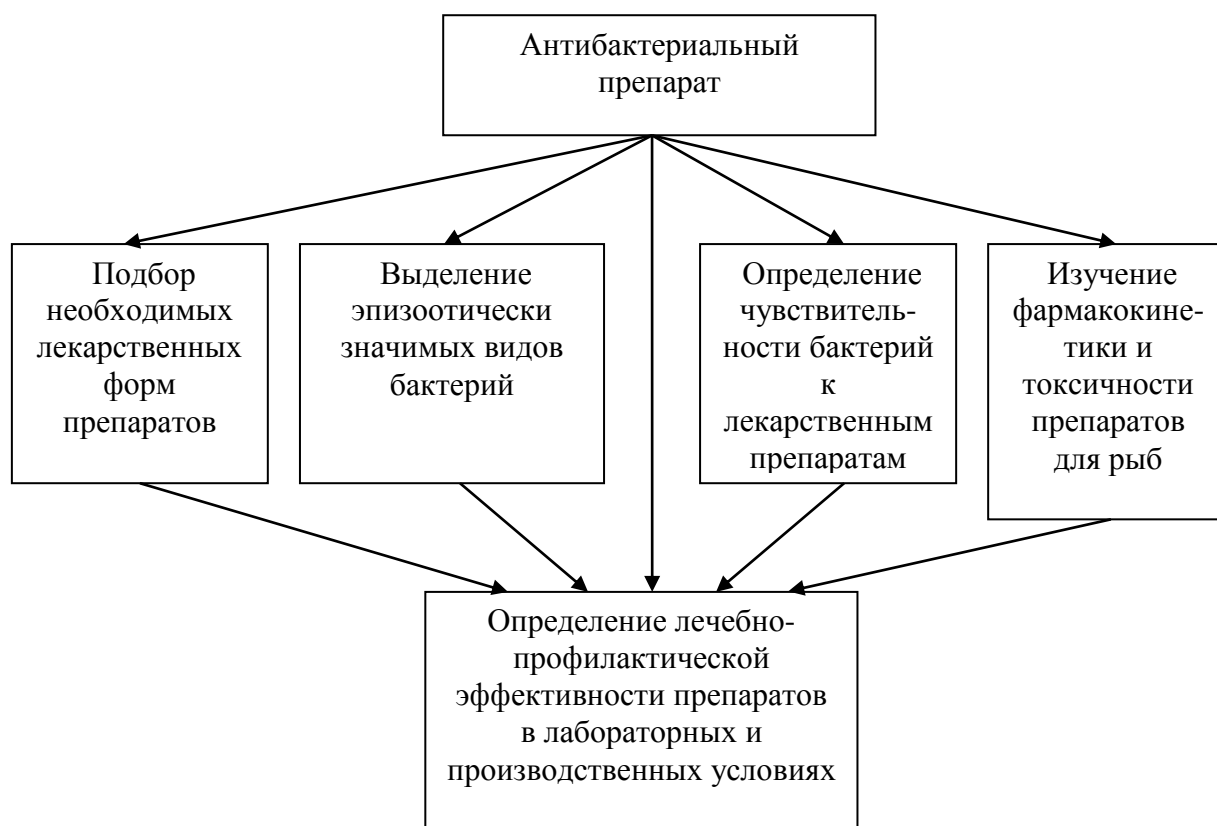 Антибактериальный
препарат
Подбор
необходимых
лекарственных
форм
препаратов
Выделение
эпизоотически
значимых видов
бактерий
Определение
чувствитель-
ности бактерий
к
лекарственным
препаратам
Изучение
фармакокине-
тики и
токсичности
препаратов
для рыб
Определение лечебно-
профилактической
эффективности препаратов
в лабораторных и
производственных условиях